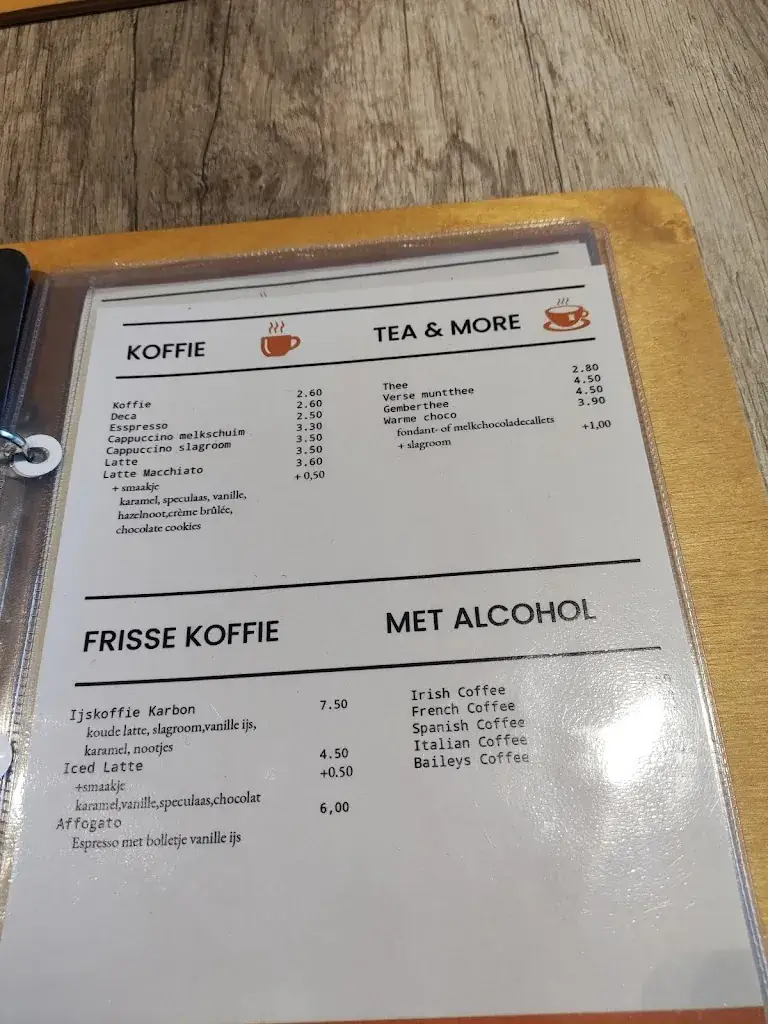 KOFFIE
Koffie 2.60
Deca 2.60
Esspresso 2.50
Cappuccino melkschuim 3.30
Cappuccino slagroom 3.50
Latte 3.50
Latte Macchiato 3.60
+ smaakje +0,50
karamel, speculaas, vanille,
hazelnoot,crème brûlée,
chocolate cookies
TEA & MORE
Thee 2.80
Verse muntthee 4.50
Gemberthee 4.50
Warme choco 3.90
fondant- of melkchocoladecallets
+ slagroom +1,00
FRISSE KOFFIE
Ijskoffie Karbon 7.50
koude latte, slagroom,vanille ijs,
karamel, nootjes
Iced Latte 4.50
+smaakje +0.50
karamel,vanille,speculaas,chocolat
Affogato 6,00
Espresso met bolletje vanille ijs
MET ALCOHOL
Irish Coffee
French Coffee
Spanish Coffee
Italian Coffee
Baileys Coffee